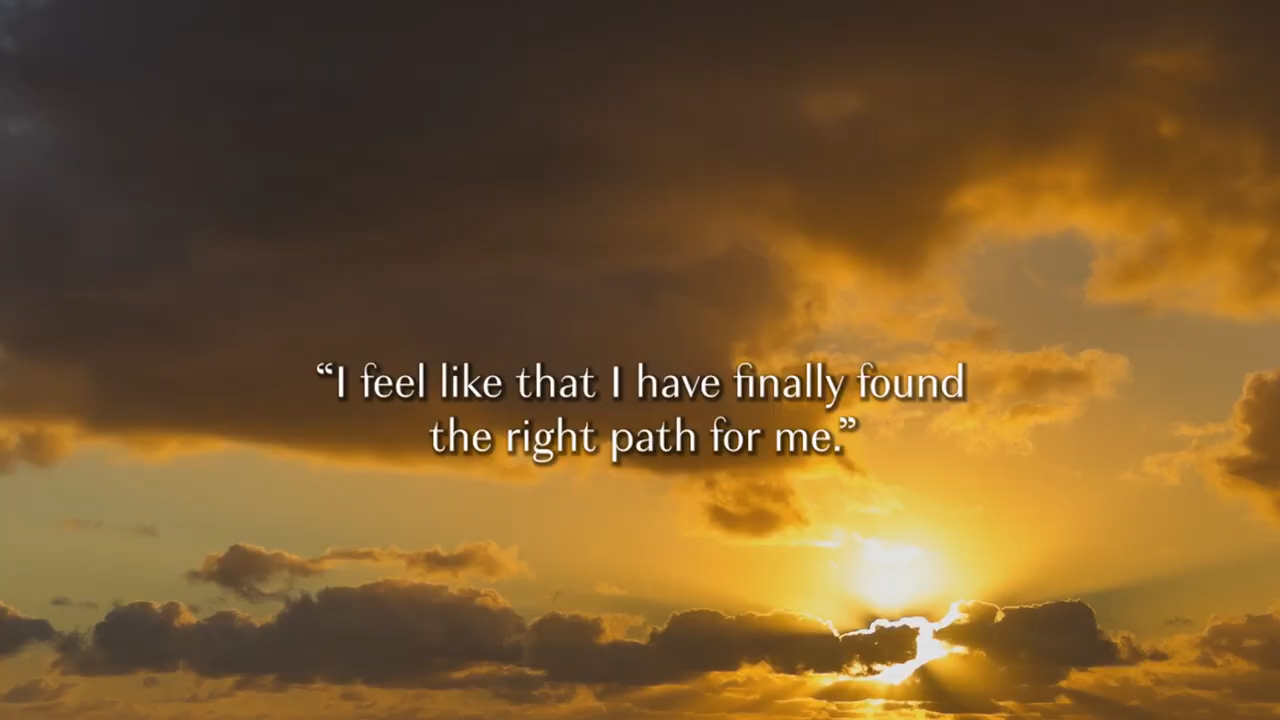 “I feel like that I have finally found
the right path for me.”